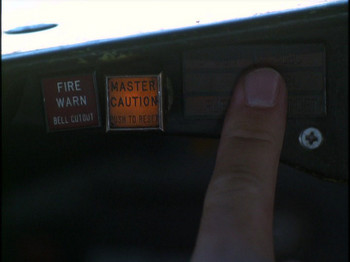 FIRE
WARN
BELL CUTOUT
MASTER
CAUTION
PUSH TO RESET